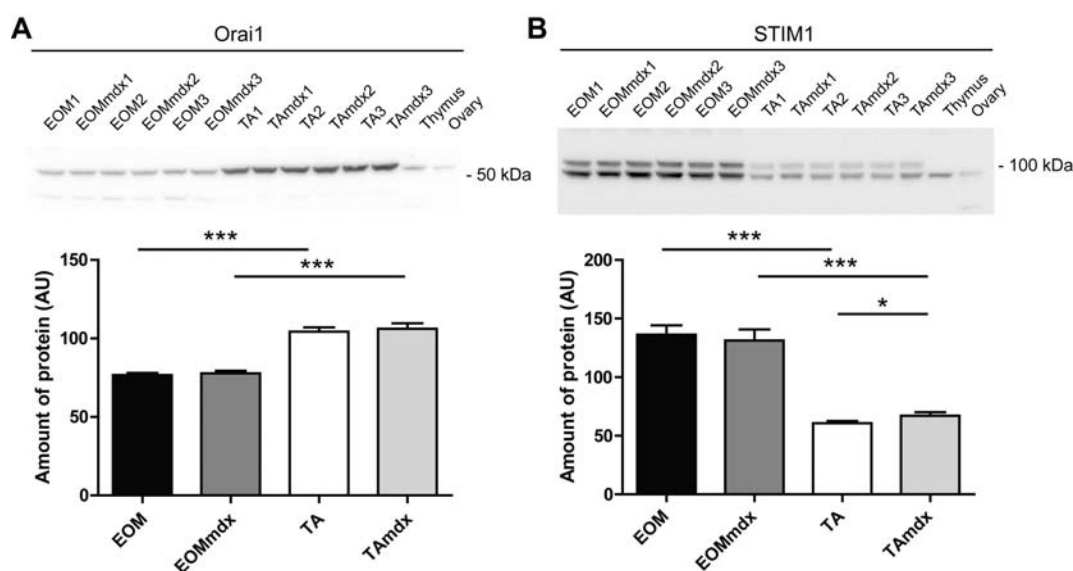 A
Orai1
EOM1 EOMmdx1 EOM2 EOMmdx2 EOM3 EOMmdx3 TA1 TAmdx1 TA2 TAmdx2 TA3 TAmdx3 Thymus Ovary
- 50 kDa
***
***
Amount of protein (AU)
150
100
50
0
EOM EOMmdx TA TAmdx
B
STIM1
EOM1 EOMmdx1 EOM2 EOMmdx2 EOM3 EOMmdx3 TA1 TAmdx1 TA2 TAmdx2 TA3 TAmdx3 Thymus Ovary
- 100 kDa
***
***
*
Amount of protein (AU)
200
150
100
50
0
EOM EOMmdx TA TAmdx